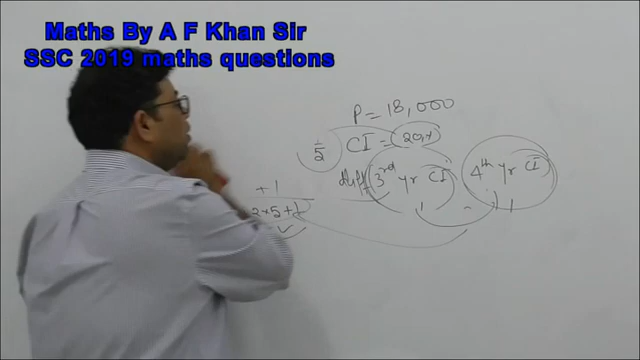 Maths By A F Khan Sir
SSC 2019 maths questions
P = 18,000
5 CI = 20%
diff 3rd yr CI 4th yr CI
+1
2×5+1